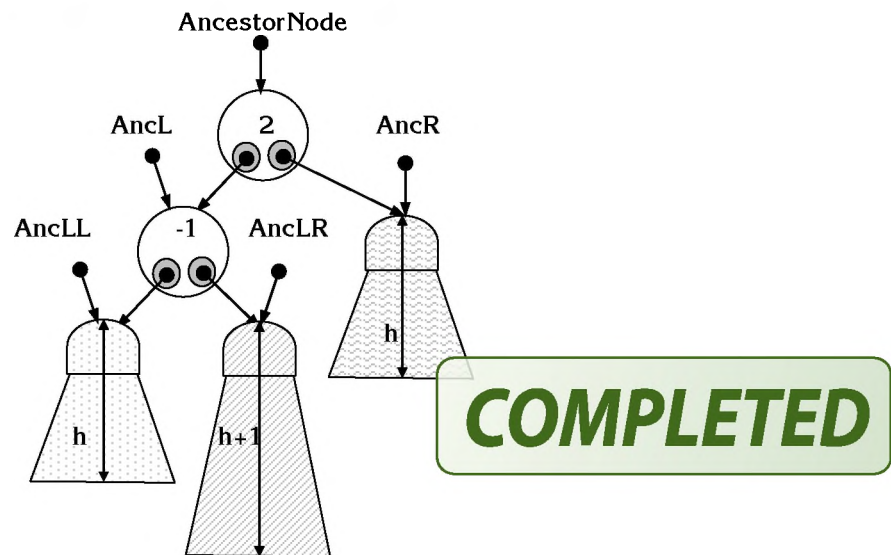 AncestorNode
2
AncL
AncR
-1
AncLL
AncLR
h
h
h+1
COMPLETED